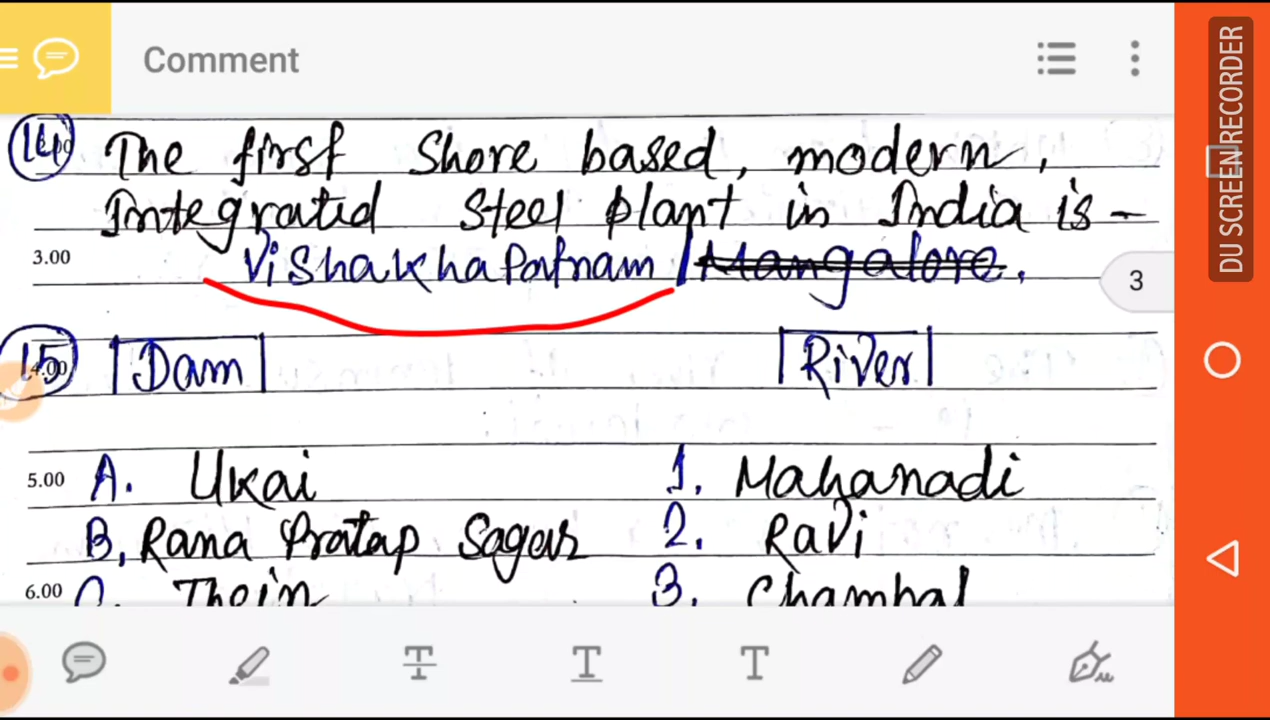 Comment
14 The first Shore based, modern,
Integrated Steel plant in India is -
3.00 Vishakhapatnam / Mangalore.
3
15 4.00 Dam River
5.00 A. Ukai 1. Mahanadi
B, Rana Pratap Sagar 2. Ravi
6.00 C. Thein 3. Chambal
T T T
DU SCREEN RECORDER